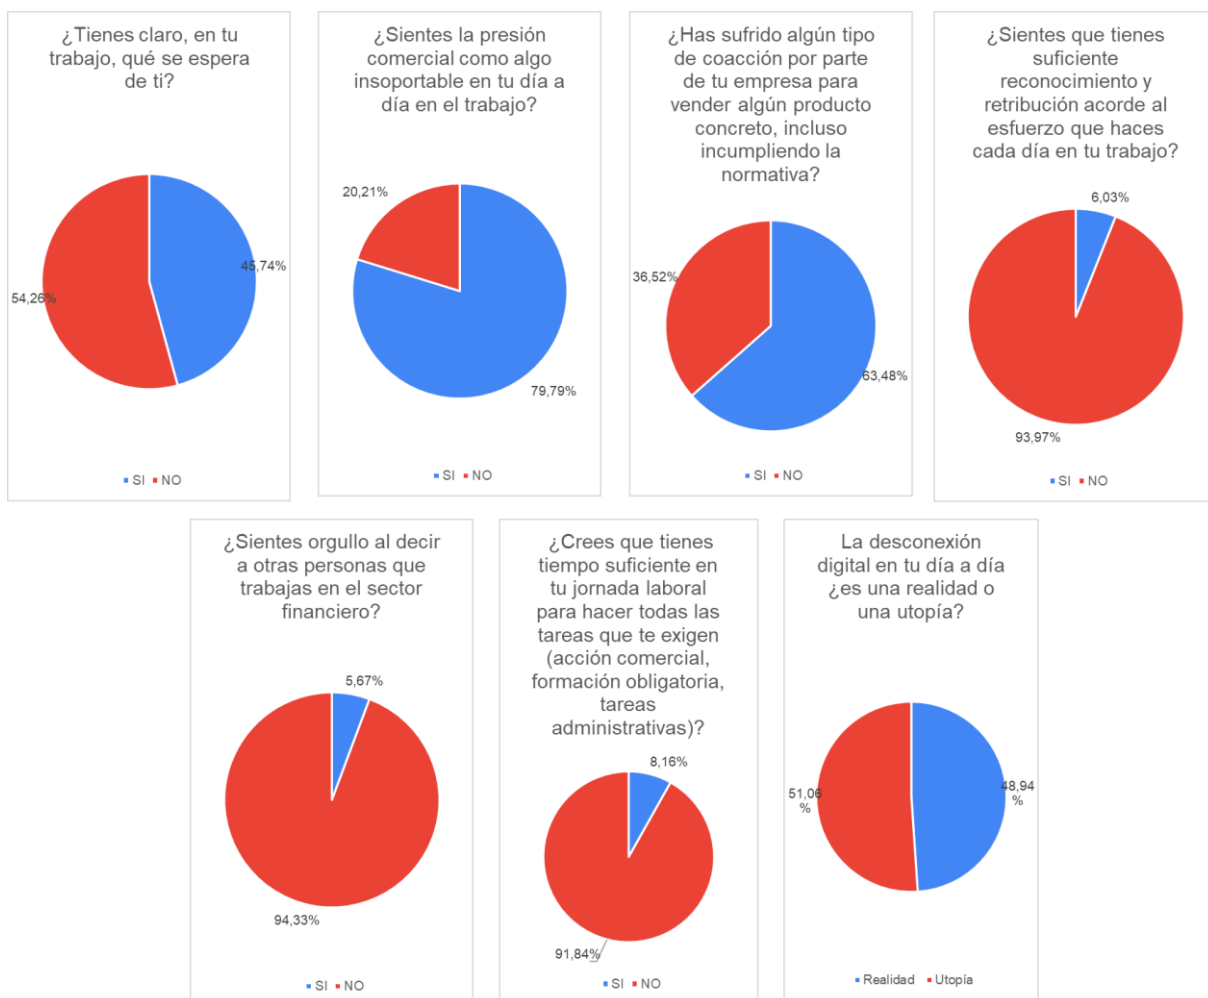 ¿Tienes claro, en tu
trabajo, qué se espera
de ti?
45,74%
54,26%
SI NO
¿Sientes la presión
comercial como algo
insoportable en tu día a
día en el trabajo?
20,21%
79,79%
SI NO
¿Has sufrido algún tipo
de coacción por parte
de tu empresa para
vender algún producto
concreto, incluso
incumpliendo la
normativa?
36,52%
63,48%
SI NO
¿Sientes que tienes
suficiente
reconocimiento y
retribución acorde al
esfuerzo que haces
cada día en tu trabajo?
6,03%
93,97%
SI NO
¿Sientes orgullo al decir
a otras personas que
trabajas en el sector
financiero?
5,67%
94,33%
SI NO
¿Crees que tienes
tiempo suficiente en
tu jornada laboral
para hacer todas las
tareas que te exigen
(acción comercial,
formación obligatoria,
tareas
administrativas)?
8,16%
91,84%
SI NO
La desconexión
digital en tu día a día
¿es una realidad o
una utopía?
51,06
%
48,94
%
Realidad Utopía